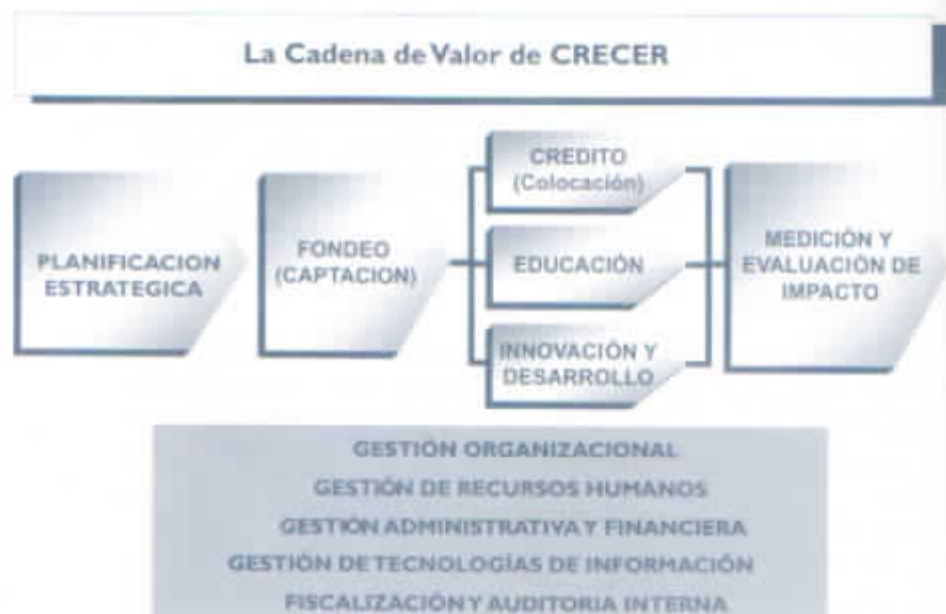 La Cadena de Valor de CRECER
PLANIFICACION
ESTRATEGICA
FONDEO
(CAPTACION)
CREDITO
(Colocación)
EDUCACIÓN
INNOVACIÓN Y
DESARROLLO
MEDICIÓN Y
EVALUACIÓN DE
IMPACTO
GESTIÓN ORGANIZACIONAL
GESTIÓN DE RECURSOS HUMANOS
GESTIÓN ADMINISTRATIVA Y FINANCIERA
GESTIÓN DE TECNOLOGÍAS DE INFORMACIÓN
FISCALIZACIÓN Y AUDITORIA INTERNA